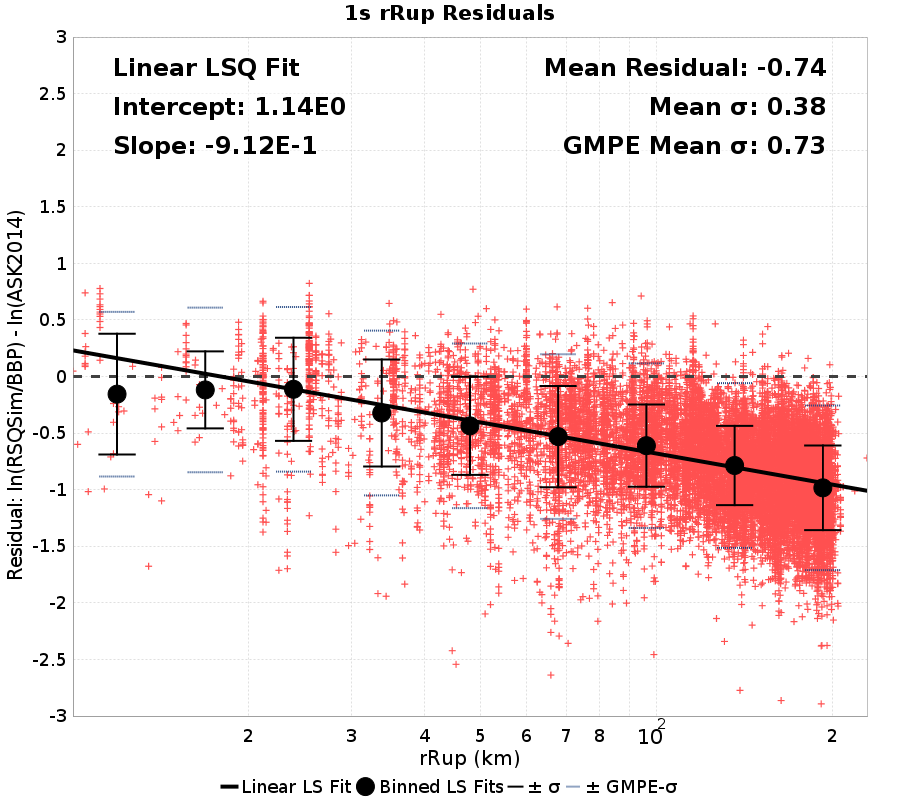 1s rRup Residuals
Linear LSQ Fit
Intercept: 1.14E0
Slope: -9.12E-1
Mean Residual: -0.74
Mean σ: 0.38
GMPE Mean σ: 0.73
Residual: ln(RSQSim/BBP) - ln(ASK2014)
3
2.5
2
1.5
1
0.5
0
-0.5
-1
-1.5
-2
-2.5
-3
2 3 4 5 6 7 8 10² 2
rRup (km)
Linear LS Fit Binned LS Fits ± σ ± GMPE-σ